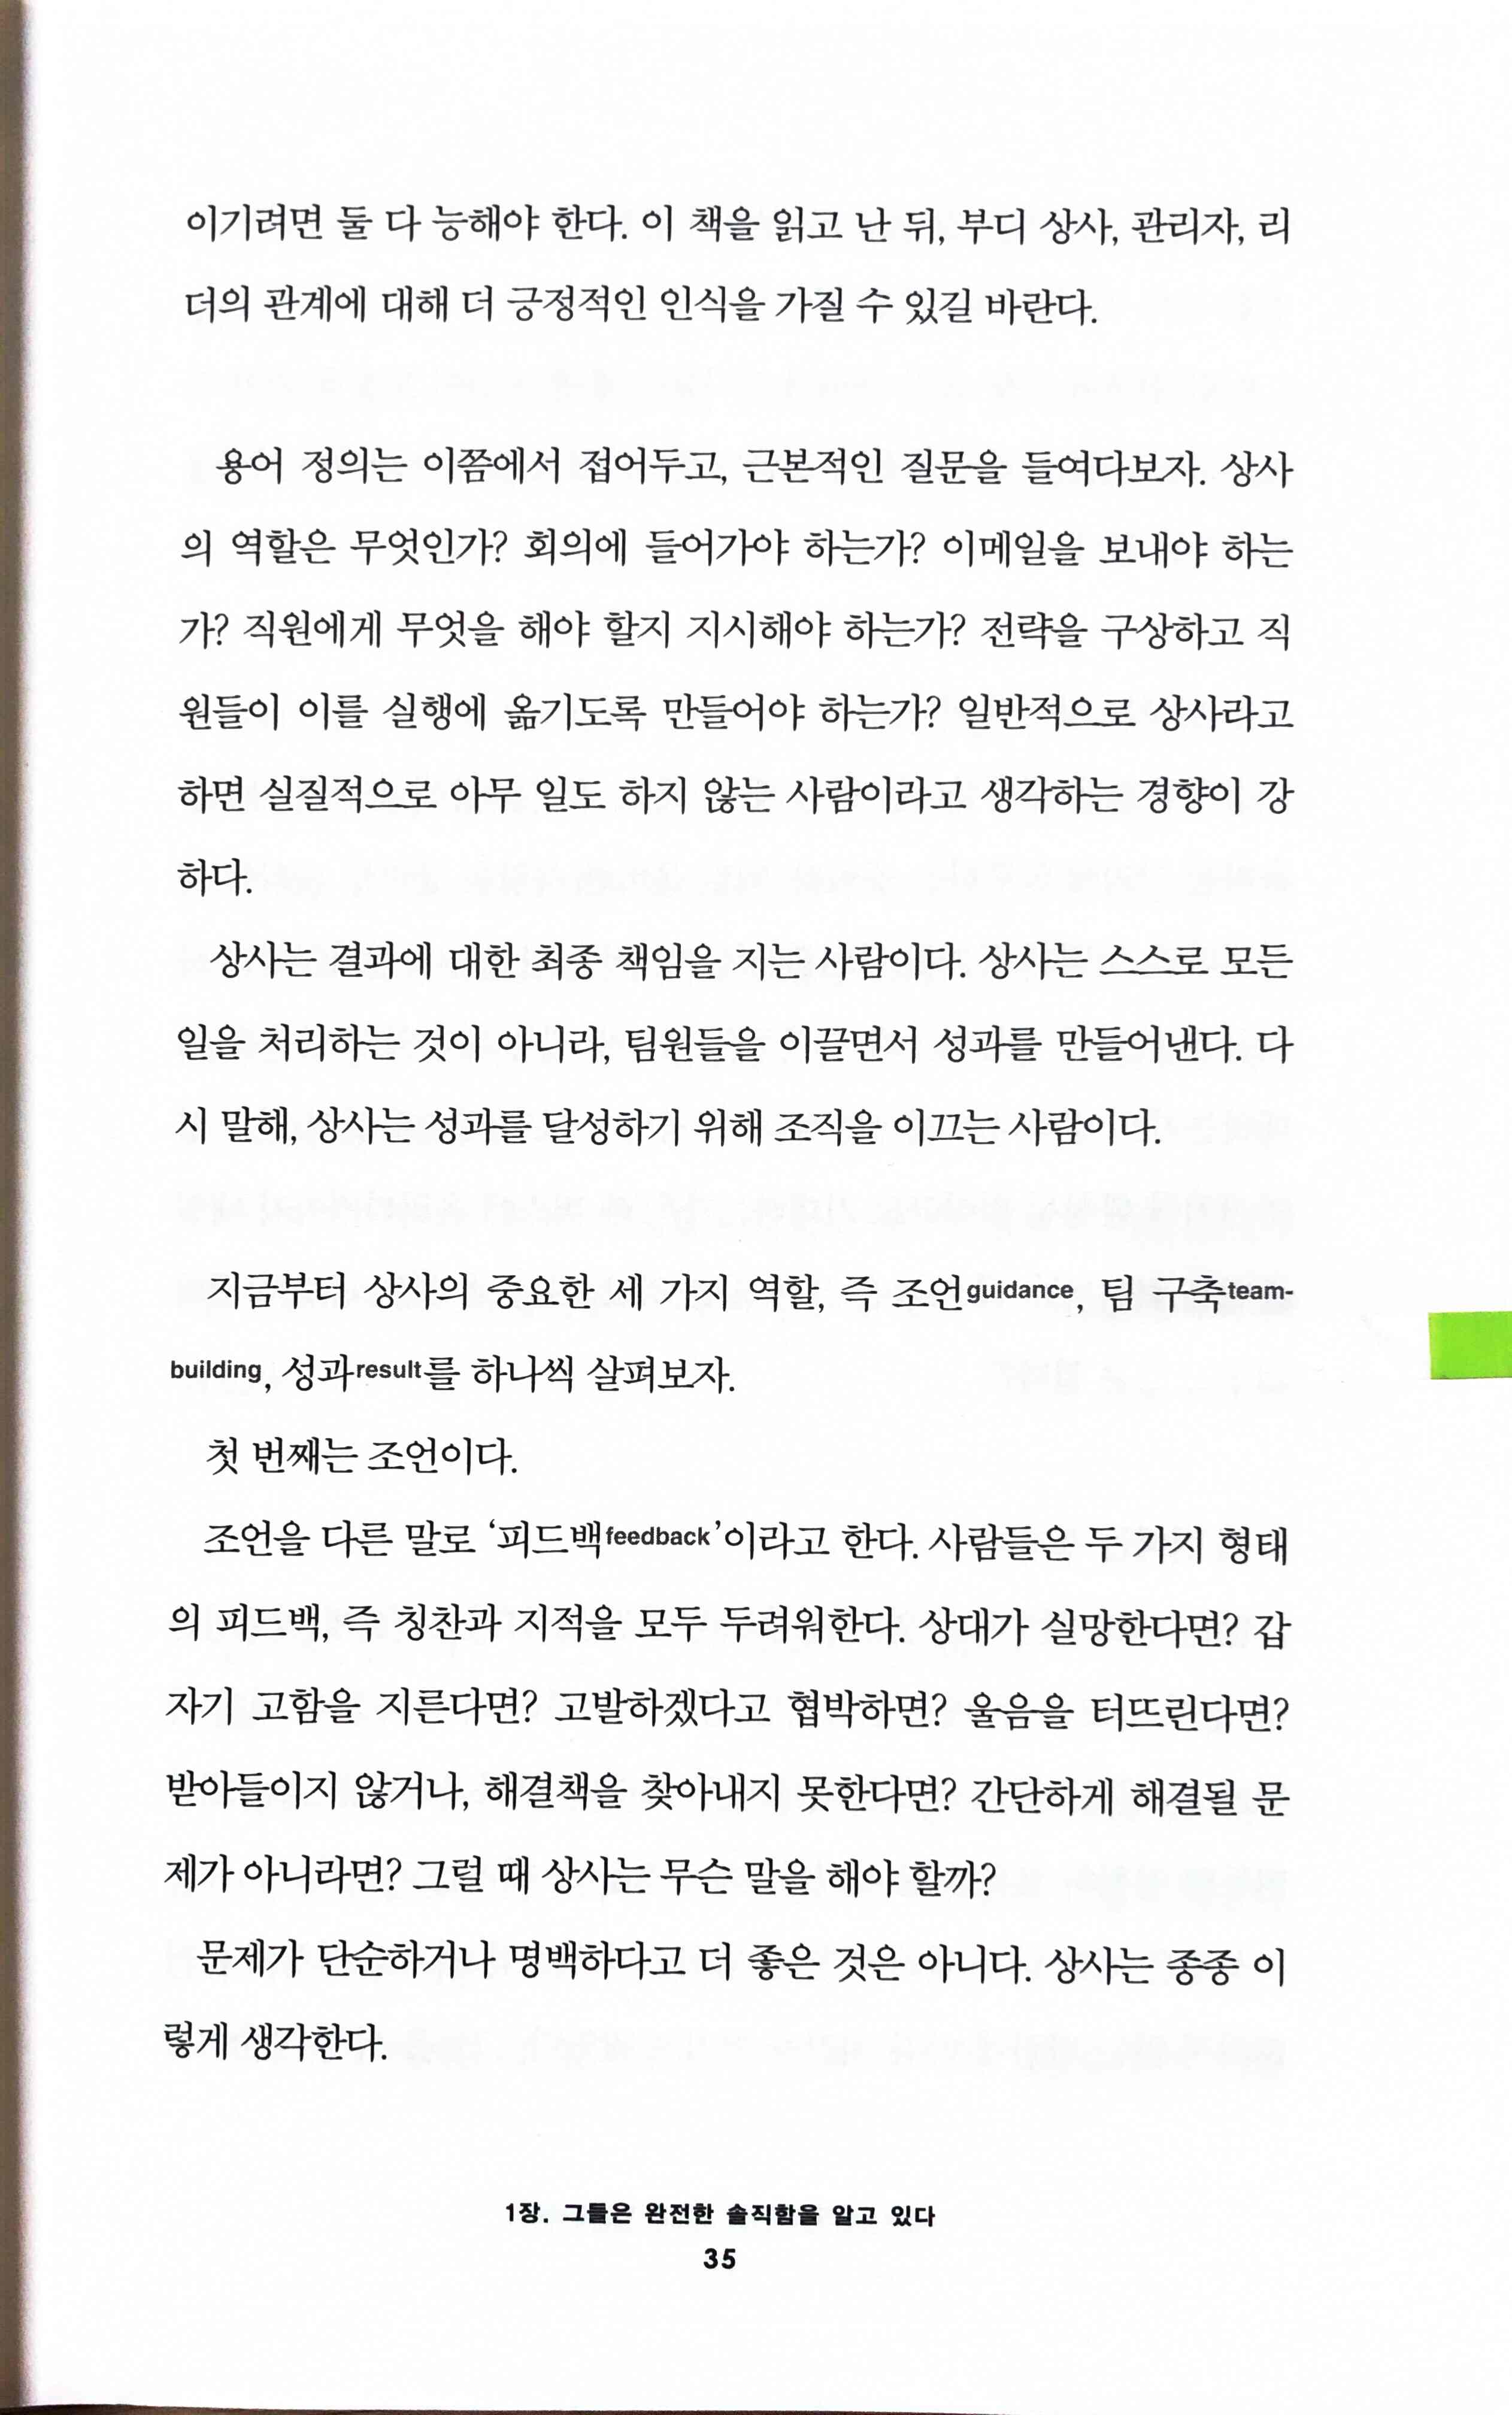 이기려면 둘 다 능해야 한다. 이 책을 읽고 난 뒤, 부디 상사, 관리자, 리
더의 관계에 대해 더 긍정적인 인식을 가질 수 있길 바란다.
용어 정의는 이쯤에서 접어두고, 근본적인 질문을 들여다보자. 상사
의 역할은 무엇인가? 회의에 들어가야 하는가? 이메일을 보내야 하는
가? 직원에게 무엇을 해야 할지 지시해야 하는가? 전략을 구상하고 직
원들이 이를 실행에 옮기도록 만들어야 하는가? 일반적으로 상사라고
하면 실질적으로 아무 일도 하지 않는 사람이라고 생각하는 경향이 강
하다.
상사는 결과에 대한 최종 책임을 지는 사람이다. 상사는 스스로 모든
일을 처리하는 것이 아니라, 팀원들을 이끌면서 성과를 만들어낸다. 다
시 말해, 상사는 성과를 달성하기 위해 조직을 이끄는 사람이다.
지금부터 상사의 중요한 세 가지 역할, 즉 조언guidance, 팀 구축team-
building, 성과result를 하나씩 살펴보자.
첫 번째는 조언이다.
조언을 다른 말로 ‘피드백feedback’이라고 한다. 사람들은 두 가지 형태
의 피드백, 즉 칭찬과 지적을 모두 두려워한다. 상대가 실망한다면? 갑
자기 고함을 지른다면? 고발하겠다고 협박하면? 울음을 터뜨린다면?
받아들이지 않거나, 해결책을 찾아내지 못한다면? 간단하게 해결될 문
제가 아니라면? 그럴 때 상사는 무슨 말을 해야 할까?
문제가 단순하거나 명백하다고 더 좋은 것은 아니다. 상사는 종종 이
렇게 생각한다.
1장. 그들은 완전한 솔직함을 알고 있다
35